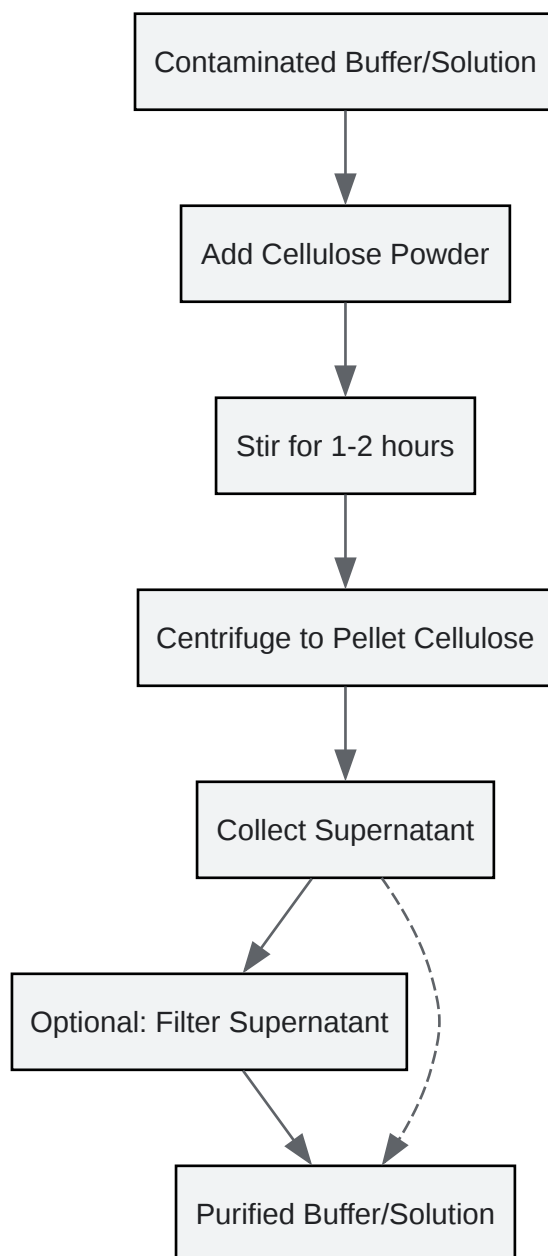 Contaminated Buffer/Solution
Add Cellulose Powder
Stir for 1-2 hours
Centrifuge to Pellet Cellulose
Collect Supernatant
Optional: Filter Supernatant
Purified Buffer/Solution